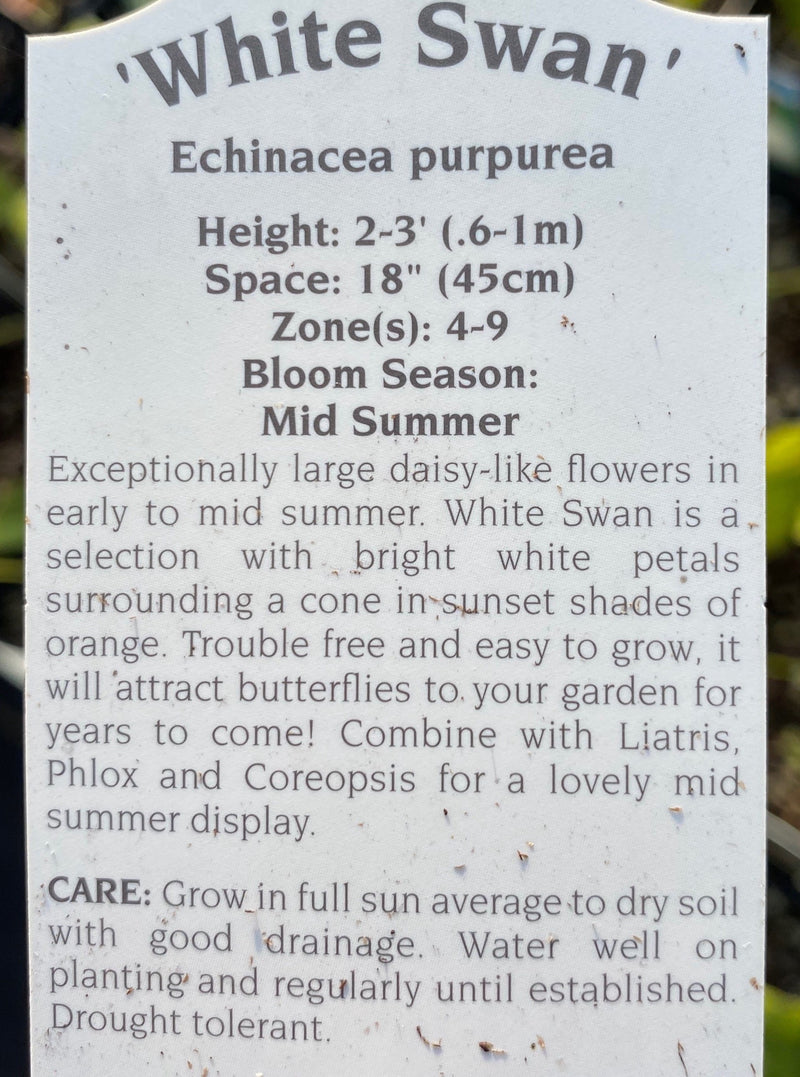 'White Swan'
Echinacea purpurea
Height: 2-3' (.6-1m)
Space: 18" (45cm)
Zone(s): 4-9
Bloom Season:
Mid Summer
Exceptionally large daisy-like flowers in
early to mid summer. White Swan is a
selection with bright white petals
surrounding a cone in sunset shades of
orange. Trouble free and easy to grow, it
will attract butterflies to your garden for
years to come! Combine with Liatris,
Phlox and Coreopsis for a lovely mid
summer display.
CARE: Grow in full sun average to dry soil
with good drainage. Water well on
planting and regularly until established.
Drought tolerant.